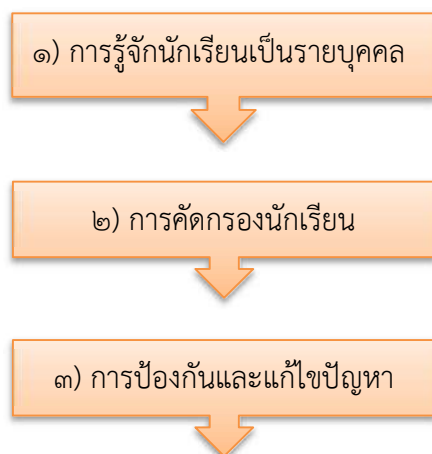 ๑) การรู้จักนักเรียนเป็นรายบุคคล
๒) การคัดกรองนักเรียน
๓) การป้องกันและแก้ไขปัญหา